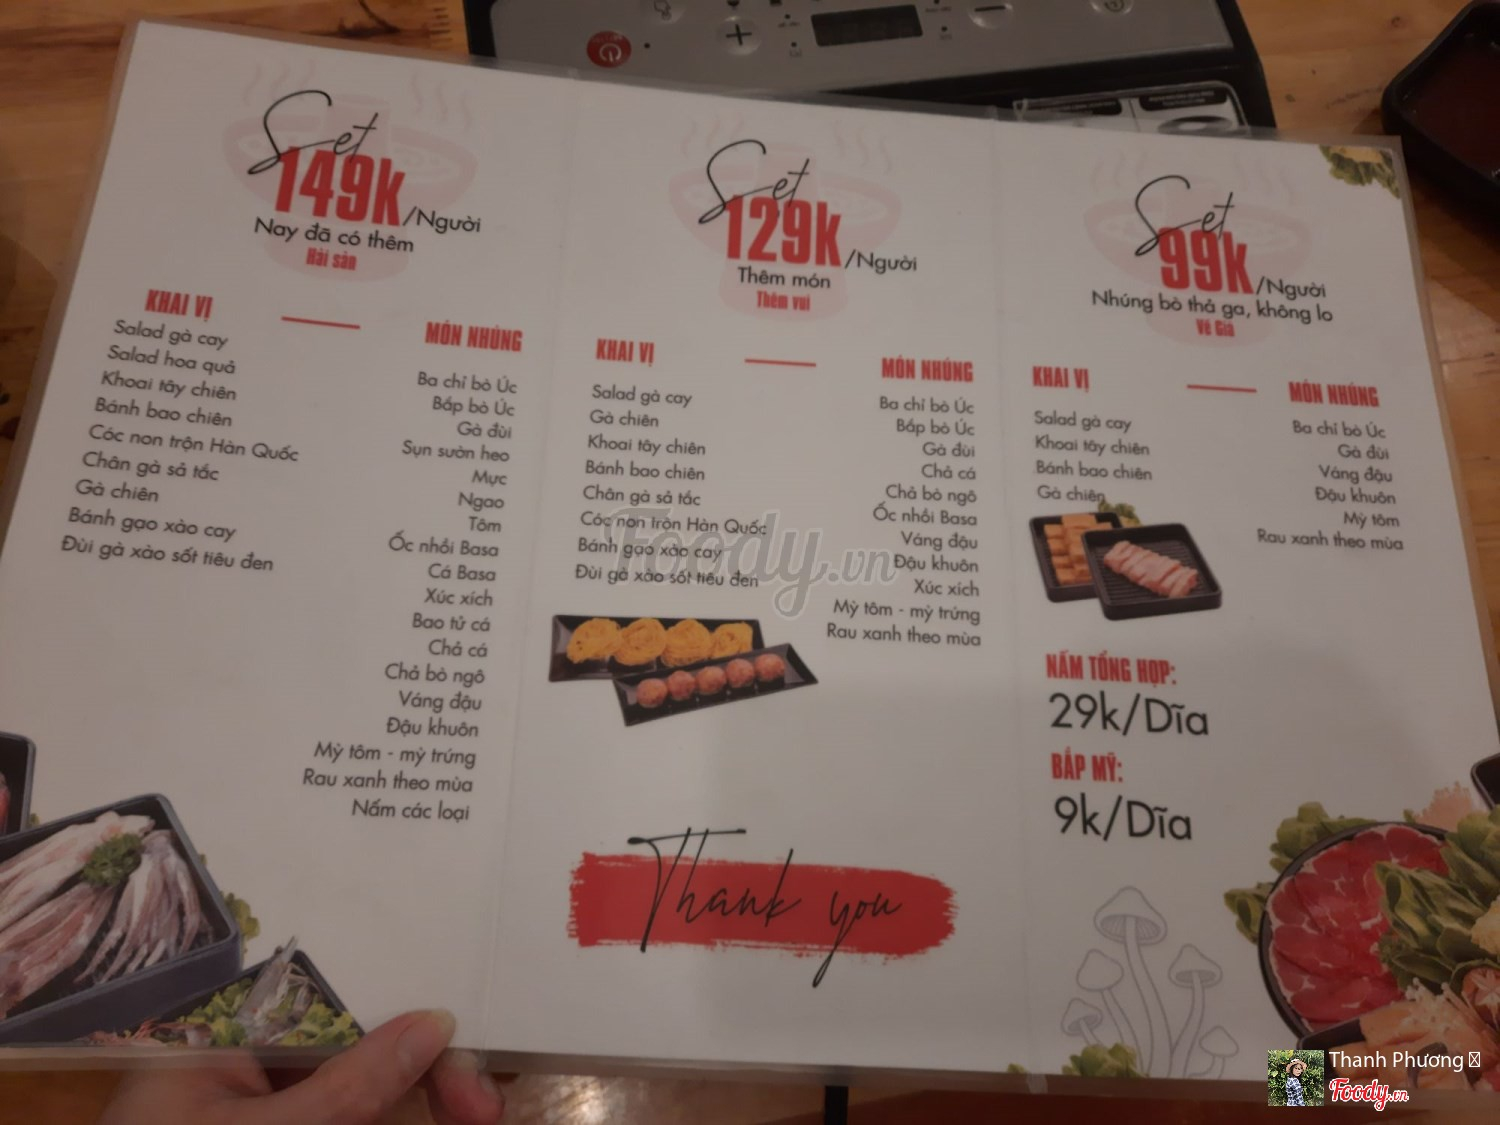 Set
149k/Người
Nay đã có thêm
Hải sản
KHAI VỊ
Salad gà cay
Salad hoa quả
Khoai tây chiên
Bánh bao chiên
Cóc non trộn Hàn Quốc
Chân gà sả tắc
Gà chiên
Bánh gạo xào cay
Đùi gà xào sốt tiêu đen
MÓN NHÚNG
Ba chỉ bò Úc
Bắp bò Úc
Gà đùi
Sụn sườn heo
Mực
Ngao
Tôm
Ốc nhồi Basa
Cá Basa
Xúc xích
Bao tử cá
Chả cá
Chả bò ngô
Váng đậu
Đậu khuôn
Mỳ tôm - mỳ trứng
Rau xanh theo mùa
Nấm các loại
Set
129k/Người
Thêm món
Thêm vui
KHAI VỊ
Salad gà cay
Gà chiên
Khoai tây chiên
Bánh bao chiên
Chân gà sả tắc
Cóc non trộn Hàn Quốc
Bánh gạo xào cay
Đùi gà xào sốt tiêu đen
MÓN NHÚNG
Ba chỉ bò Úc
Bắp bò Úc
Gà đùi
Chả cá
Chả bò ngô
Ốc nhồi Basa
Váng đậu
Đậu khuôn
Xúc xích
Mỳ tôm - mỳ trứng
Rau xanh theo mùa
Foody.vn
Thank you
Set
99k/Người
Nhúng bò thả ga, không lo
Về Giá
KHAI VỊ
Salad gà cay
Khoai tây chiên
Bánh bao chiên
Gà chiên
MÓN NHÚNG
Ba chỉ bò Úc
Gà đùi
Váng đậu
Đậu khuôn
Mỳ tôm
Rau xanh theo mùa
NẤM TỔNG HỢP:
29k/Dĩa
BẮP MỸ:
9k/Dĩa
Thanh Phương
Foody.vn